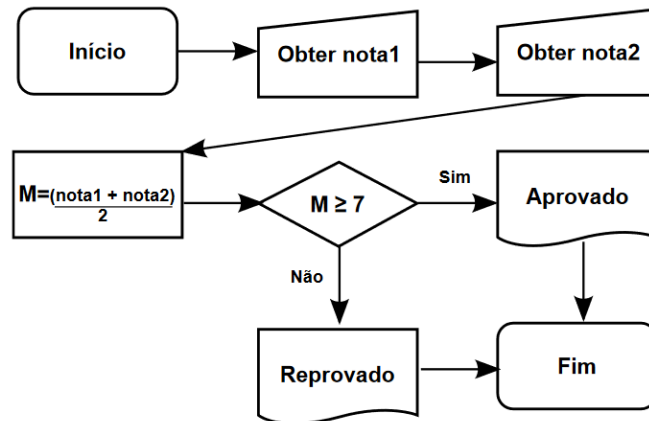 Início
Obter nota1
Obter nota2
M=(nota1 + nota2)
2
M ≥ 7
Sim
Aprovado
Não
Reprovado
Fim